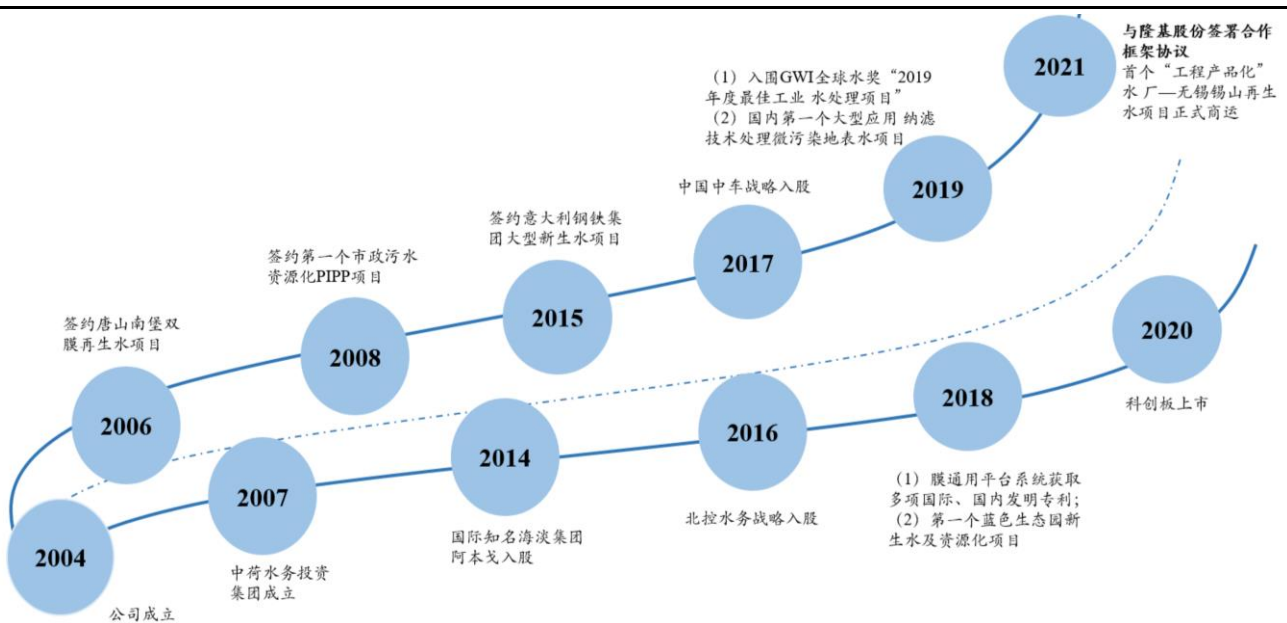 2004
公司成立
2006
签约唐山南堡双
膜再生水项目
2007
中荷水务投资
集团成立
2008
签约第一个市政污水
资源化PIPP项目
2014
国际知名海淡集团
阿本戈入股
2015
签约意大利钢铁集
团大型新生水项目
2016
北控水务战略入股
2017
中国中车战略入股
2018
(1) 膜通用平台系统获取
多项国际、国内发明专利;
(2) 第一个蓝色生态园新
生水及资源化项目
2019
(1) 入围GWI全球水奖“2019
年度最佳工业 水处理项目”
(2) 国内第一个大型应用 纳滤
技术处理微污染地表水项目
2020
科创板上市
2021
与隆基股份签署合作
框架协议
首个“工程产品化”
水 厂—无锡锡山再生
水项目正式商运